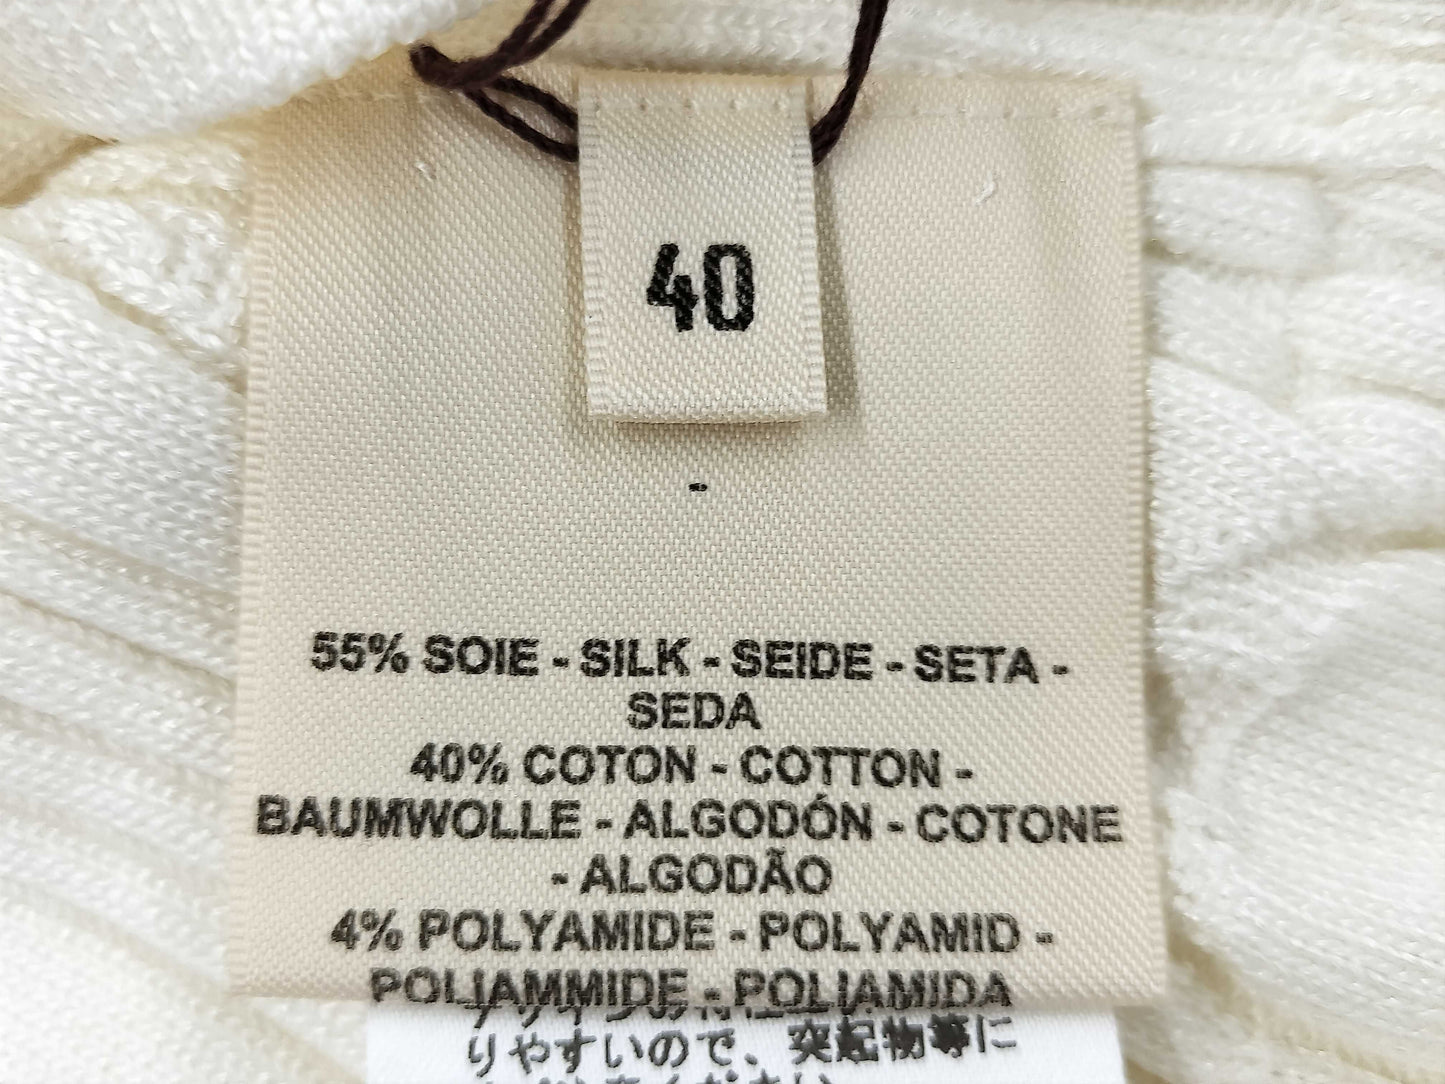 40
-
55% SOIE - SILK - SEIDE - SETA -
SEDA
40% COTON - COTTON -
BAUMWOLLE - ALGODÓN - COTONE
- ALGODÃO
4% POLYAMIDE - POLYAMID -
POLIAMMIDE - POLIAMIDA
りやすいので、突起物等に